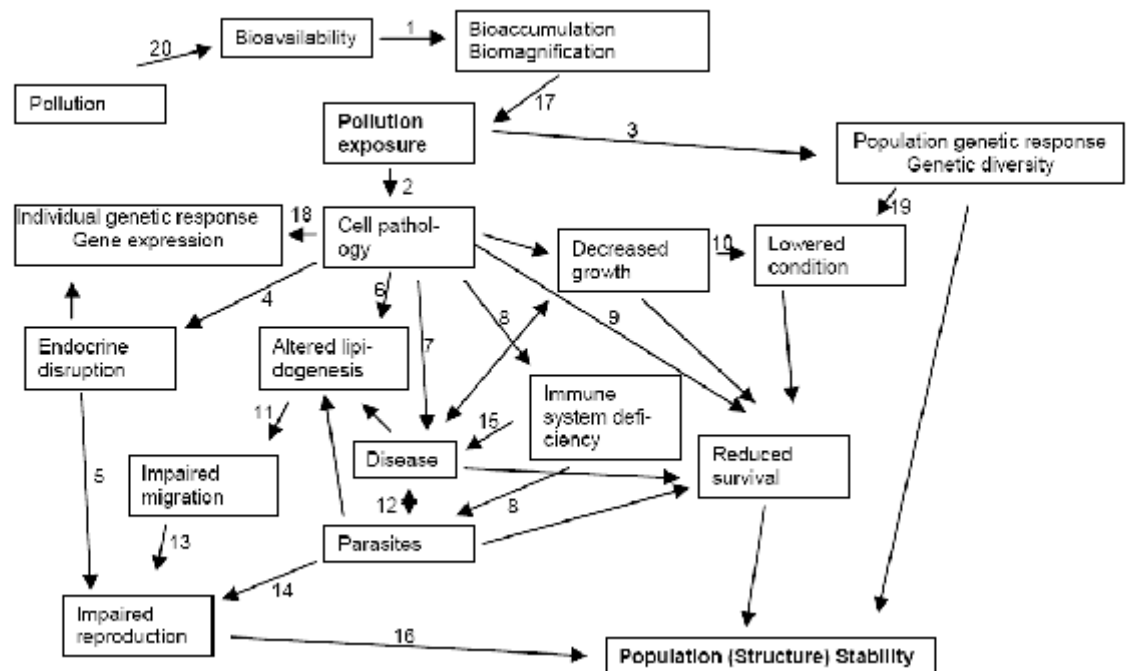 Bioavailability
1
Bioaccumulation
Biomagnification
20
Pollution
17
Pollution
exposure
3
Population genetic response
Genetic diversity
2
Individual genetic response
Gene expression
18
Cell pathol-
ogy
Decreased
growth
10
Lowered
condition
19
4
6
7
8
9
Endocrine
disruption
Altered lipi-
dogenesis
Immune
system defi-
ciency
11
15
Disease
Reduced
survival
5
Impaired
migration
12
8
Parasites
13
14
Impaired
reproduction
16
Population (Structure) Stability